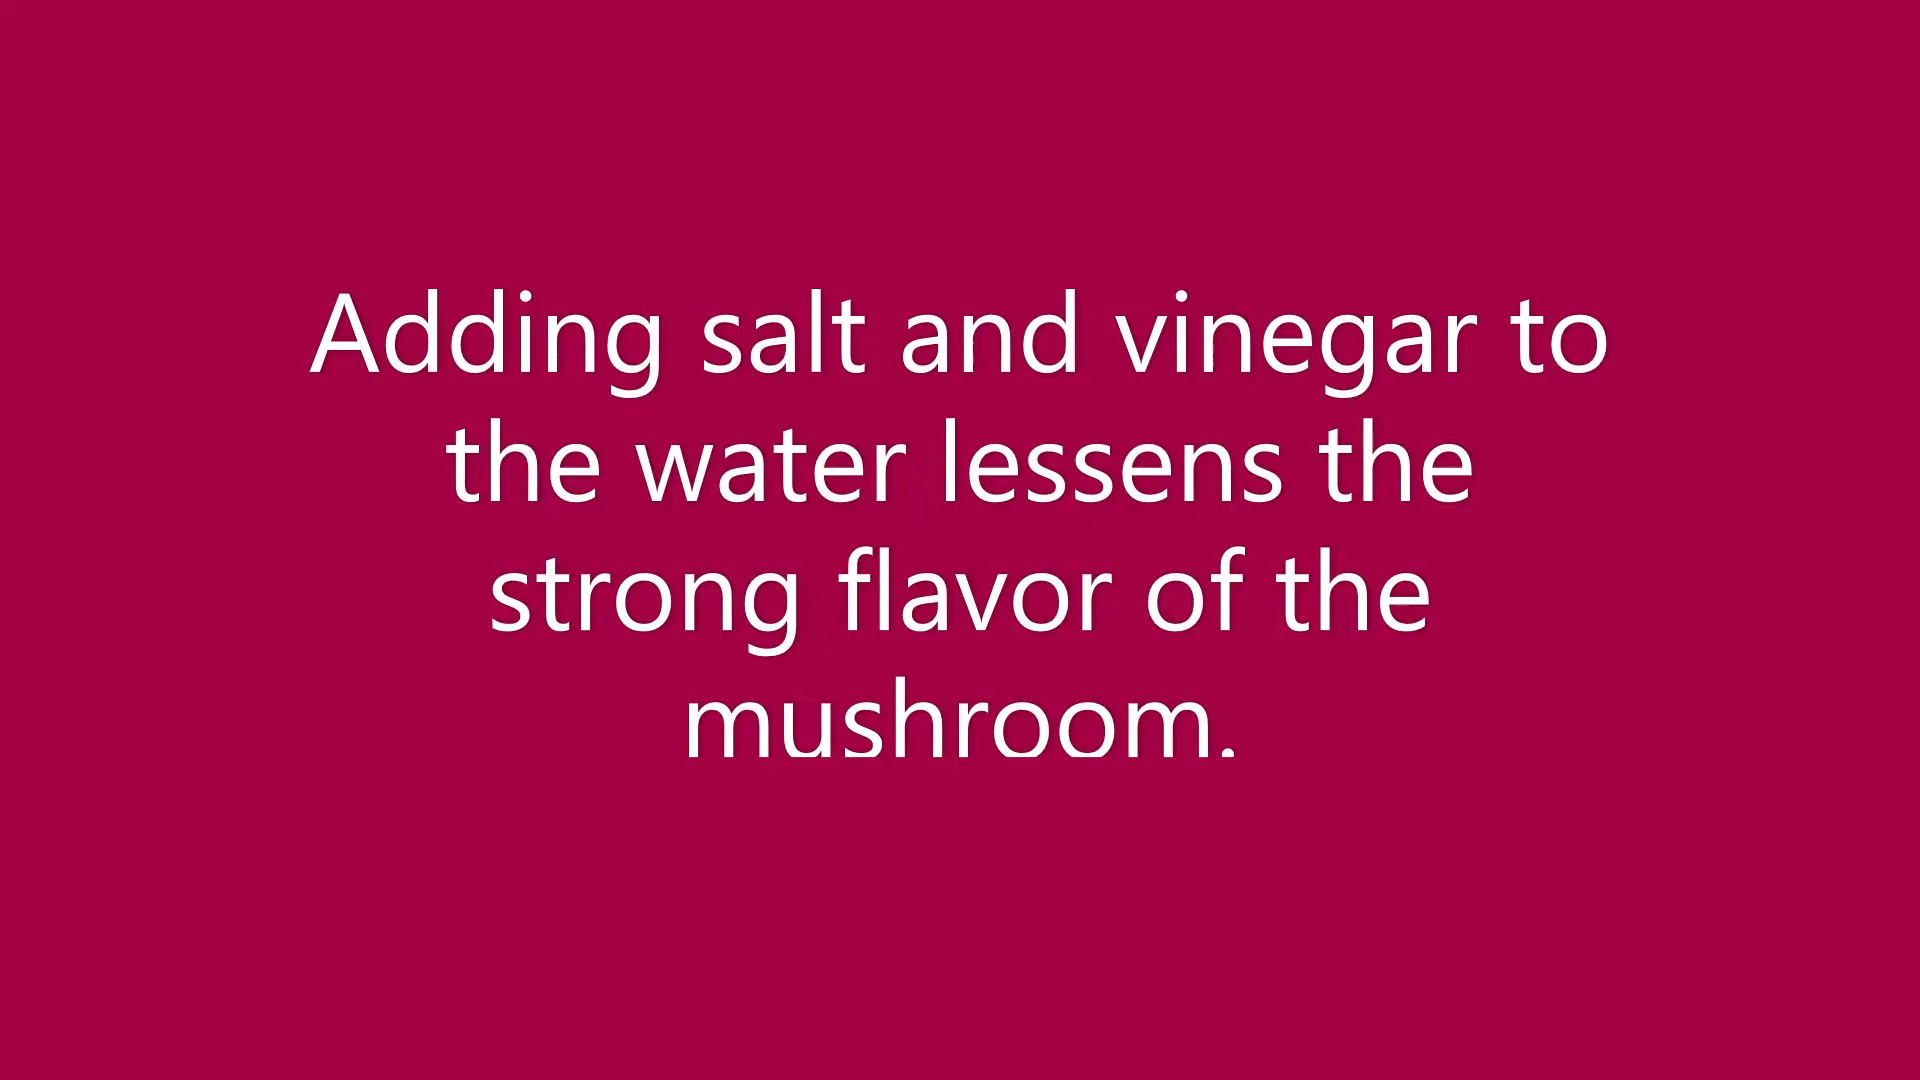 Adding salt and vinegar to
the water lessens the
strong flavor of the
mushroom.